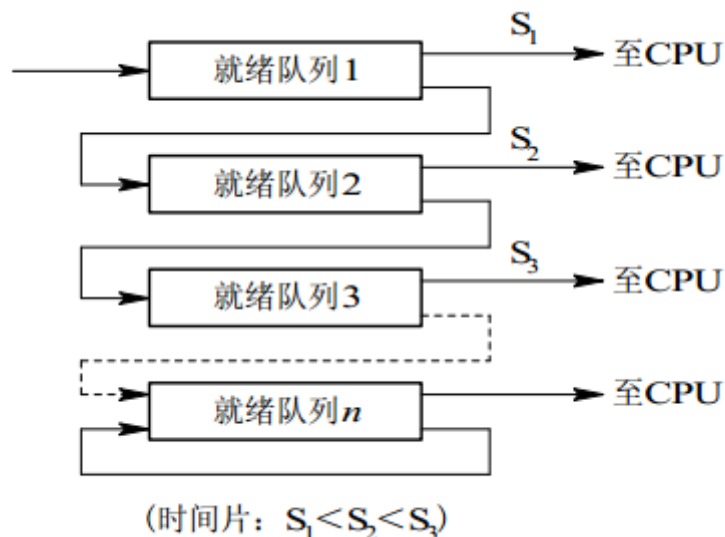 S₁
就绪队列1 至CPU
S₂
就绪队列2 至CPU
S₃
就绪队列3 至CPU
就绪队列n 至CPU
(时间片：S₁<S₂<S₃)